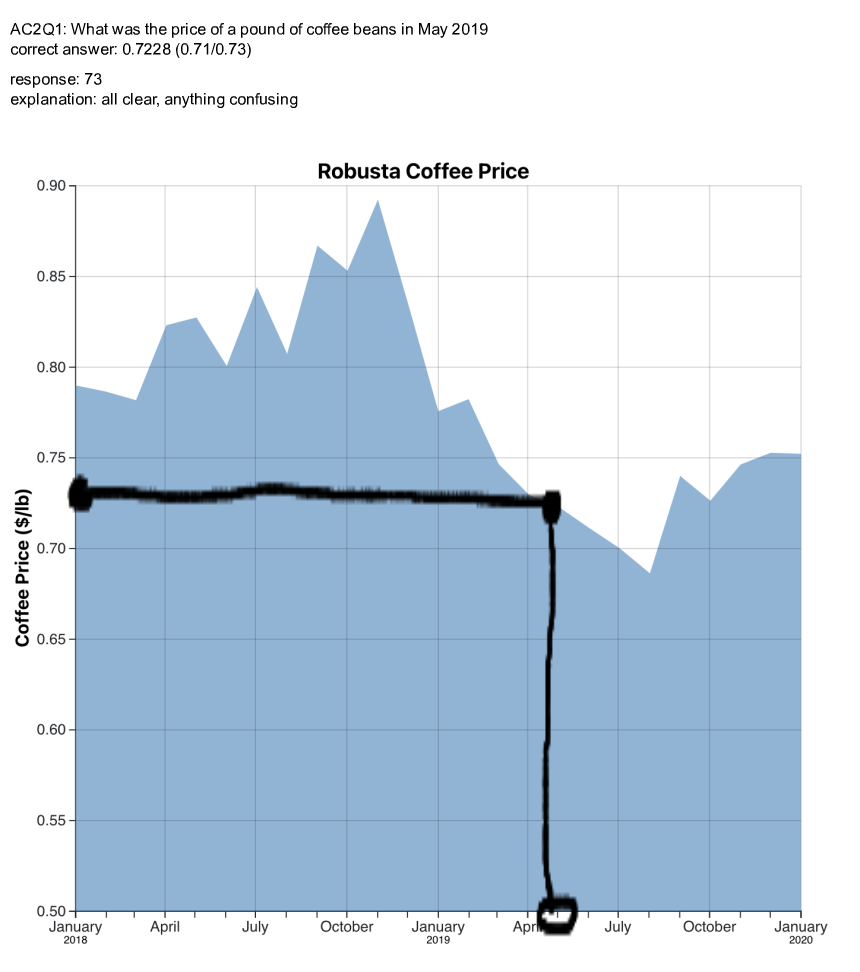 AC2Q1: What was the price of a pound of coffee beans in May 2019
correct answer: 0.7228 (0.71/0.73)
response: 73
explanation: all clear, anything confusing
Robusta Coffee Price
0.90
0.85
0.80
0.75
0.70
0.65
0.60
0.55
0.50
Coffee Price ($/lb)
January April July October January April July October January
2018 2019 2020